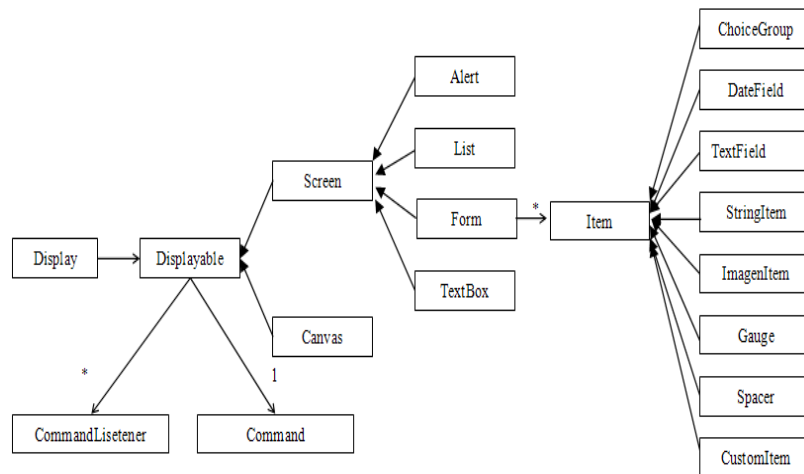 ChoiceGroup
Alert
DateField
List
TextField
Screen
*
StringItem
Form
Item
Display
Displayable
ImagenItem
TextBox
Canvas
Gauge
*
1
Spacer
CommandLisetener
Command
CustomItem